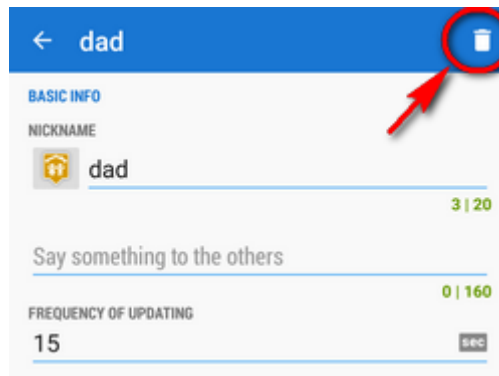 dad
BASIC INFO
NICKNAME
dad
3 | 20
Say something to the others
0 | 160
FREQUENCY OF UPDATING
15 sec